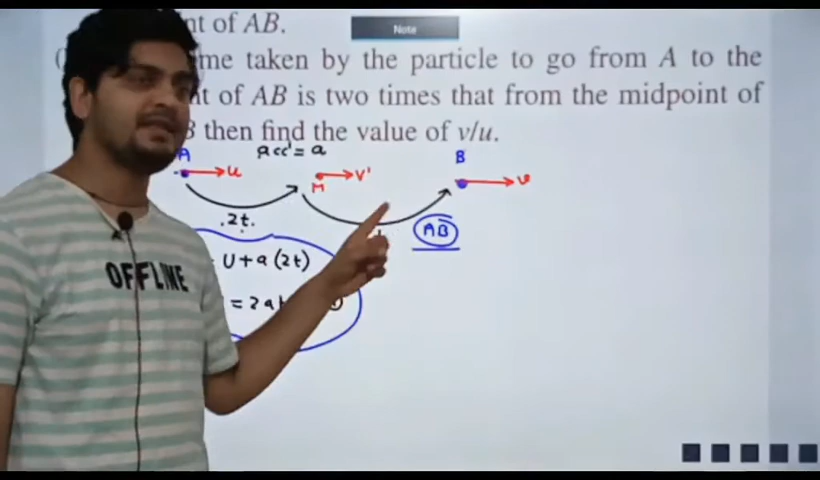 nt of AB.
Note
me taken by the particle to go from A to the
nt of AB is two times that from the midpoint of
B then find the value of v/u.
acc = a
A
u
M
v'
B
v
2t
AB
U + a (2t)
= 2at
OFFLINE